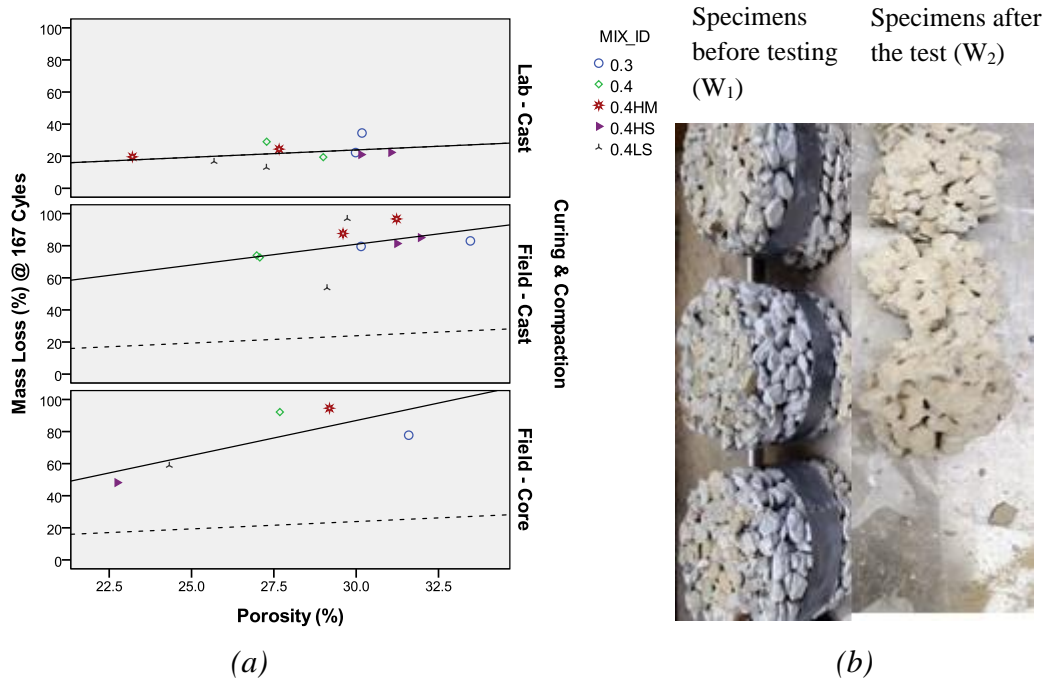 Mass Loss (%) @ 167 Cyles
100
80
60
40
20
0
Lab - Cast
100
80
60
40
20
0
Field - Cast
100
80
60
40
20
0
Field - Core
22.5 25.0 27.5 30.0 32.5
Porosity (%)
Curing & Compaction
MIX_ID
0.3
0.4
0.4HM
0.4HS
0.4LS
(a)
Specimens
before testing
(W₁)
Specimens after
the test (W₂)
(b)